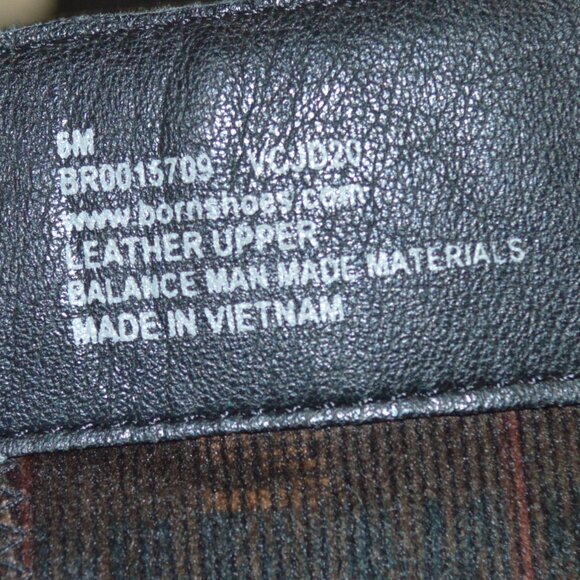 6M
BR0015709 VCJD20
www.bornshoes.com
LEATHER UPPER
BALANCE MAN MADE MATERIALS
MADE IN VIETNAM